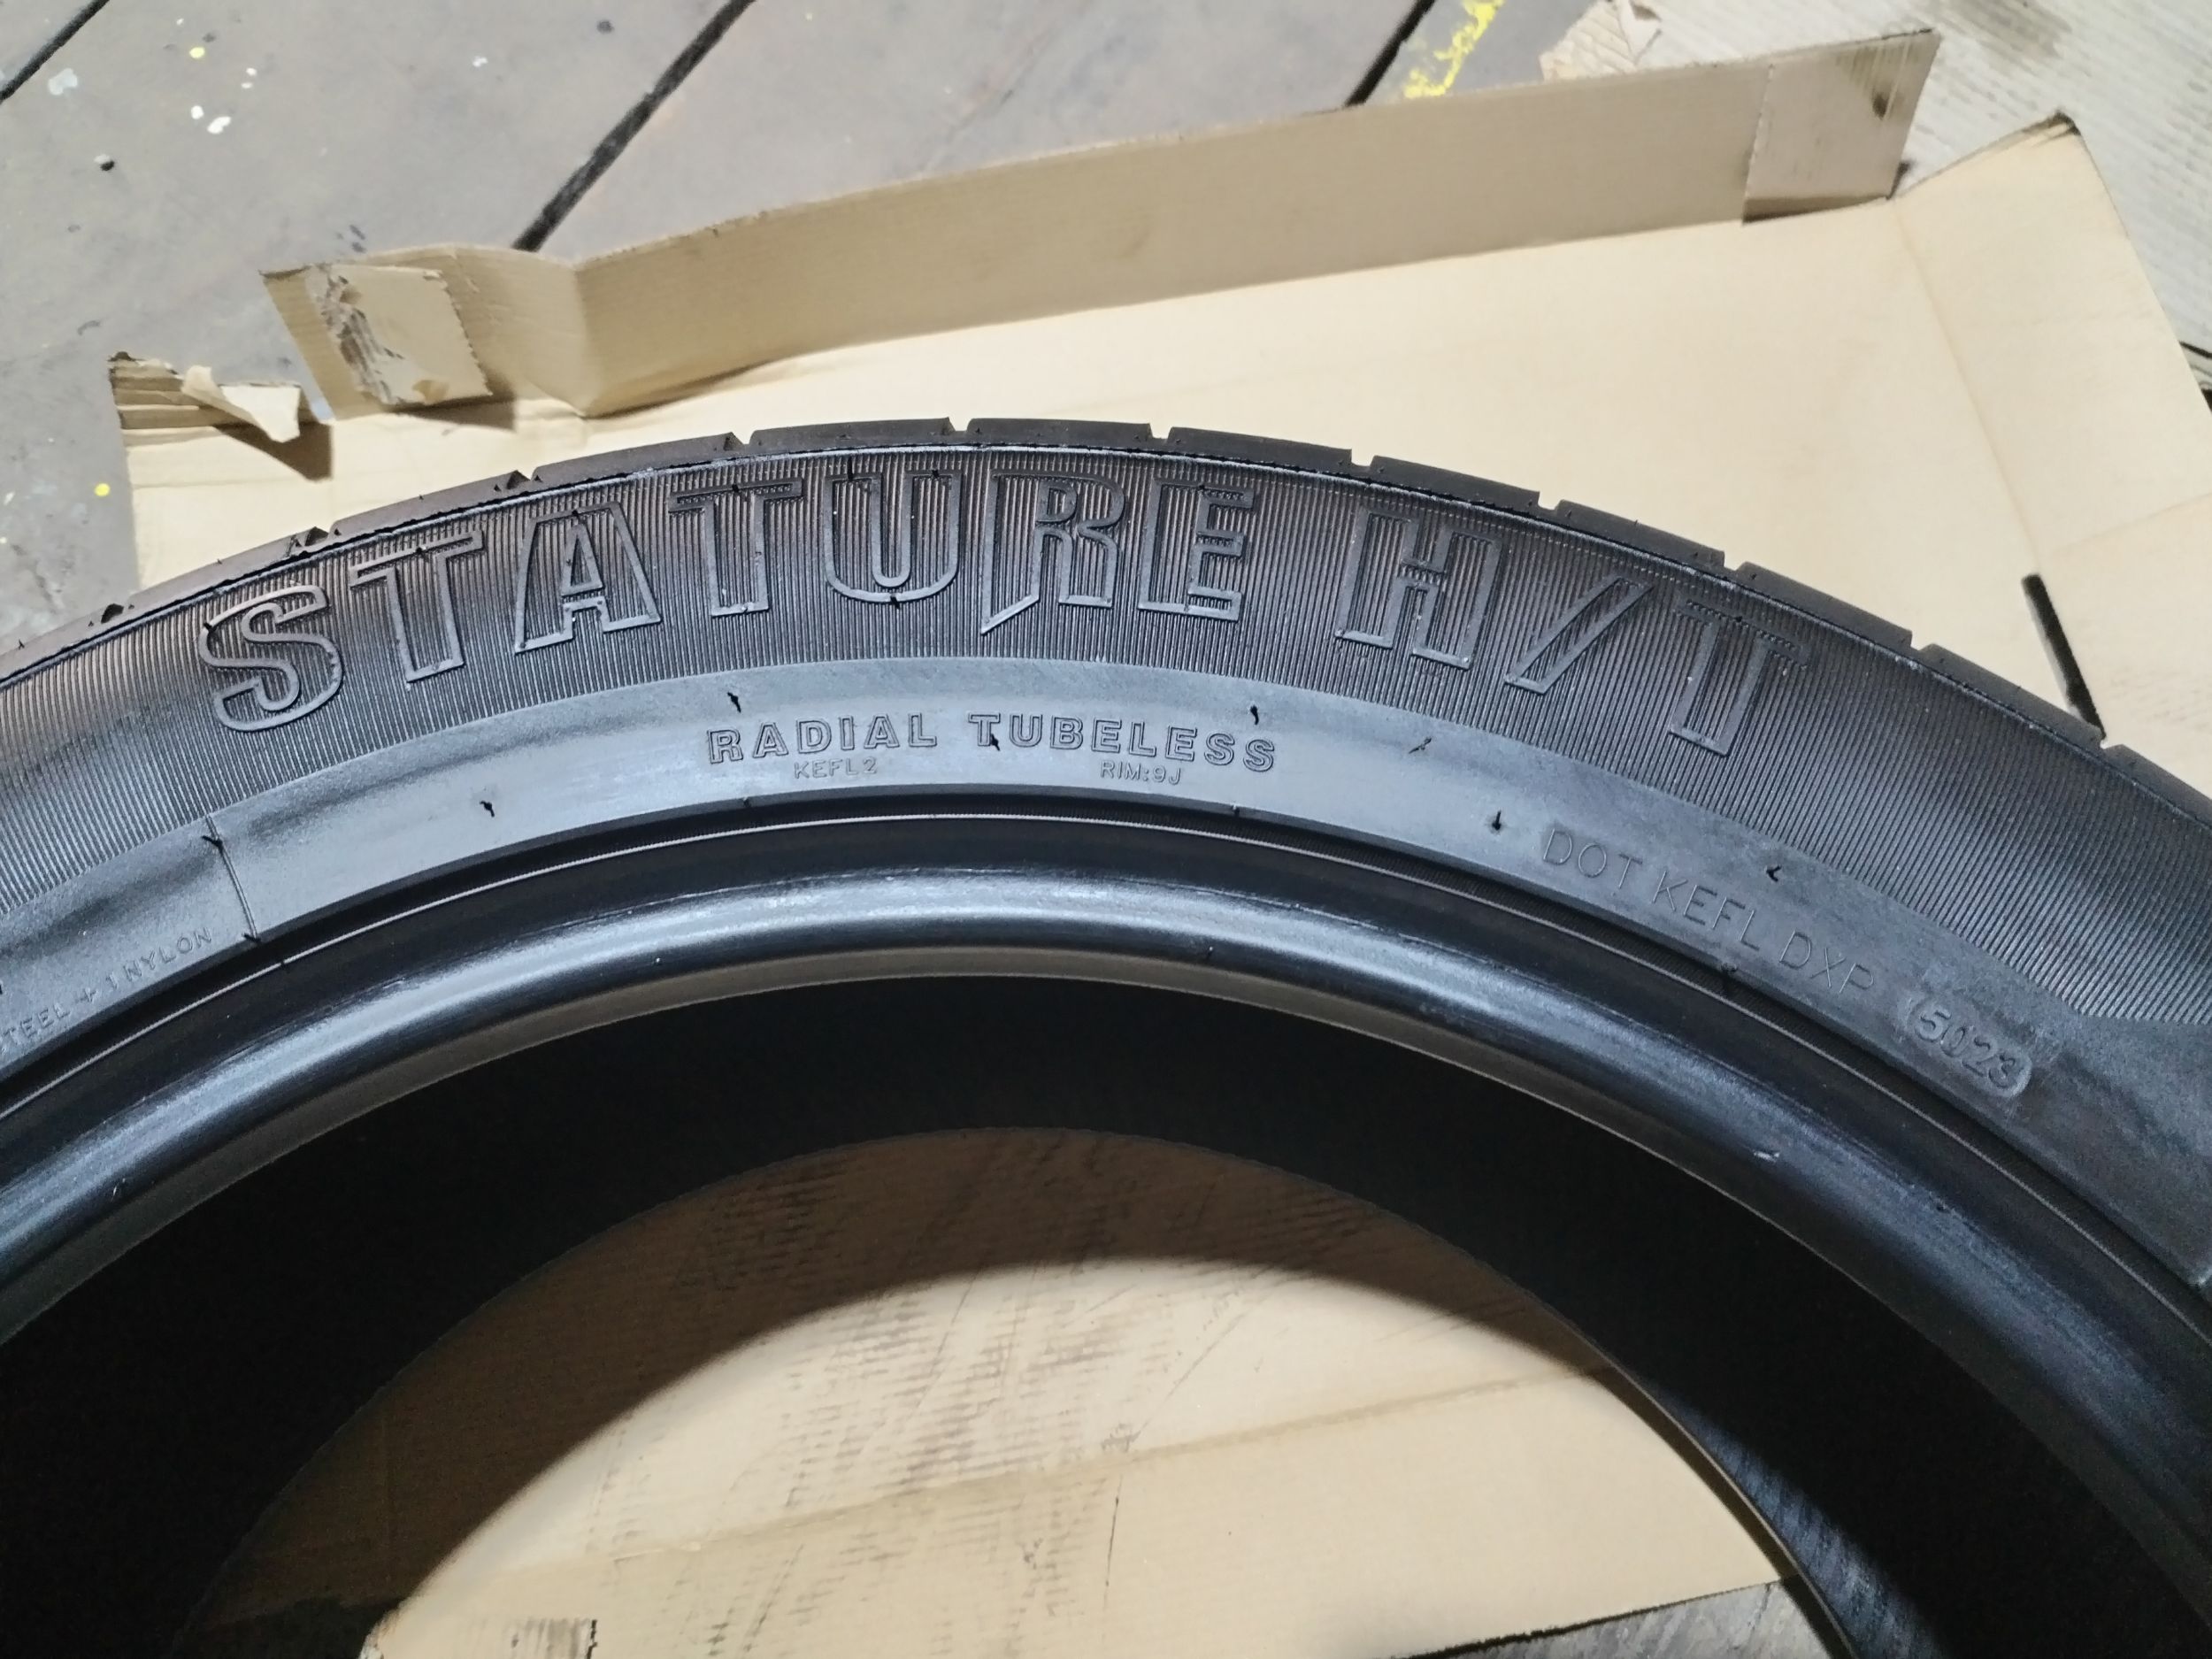 STATURE H/T
RADIAL TUBELESS
KEFL2 RIM:9J
DOT KEFL DXP 5023
STEEL + 1 NYLON